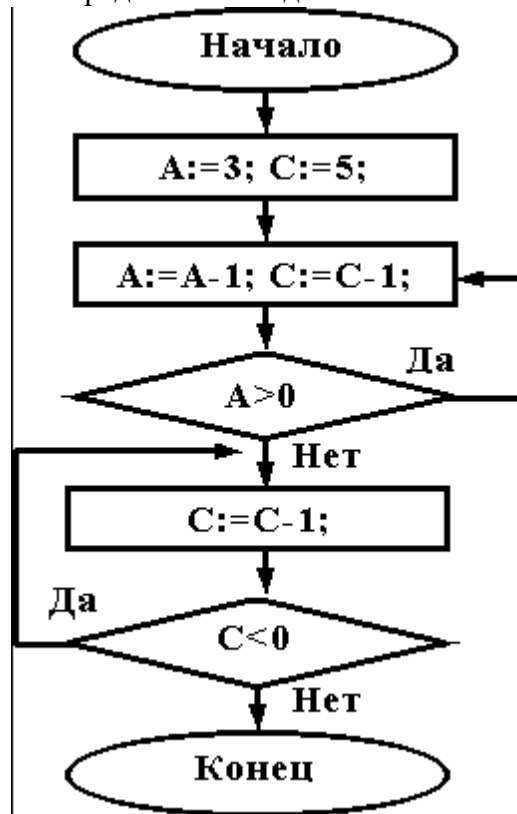 Начало
A:=3; C:=5;
A:=A-1; C:=C-1;
Да
A>0
Нет
C:=C-1;
Да
C<0
Нет
Конец